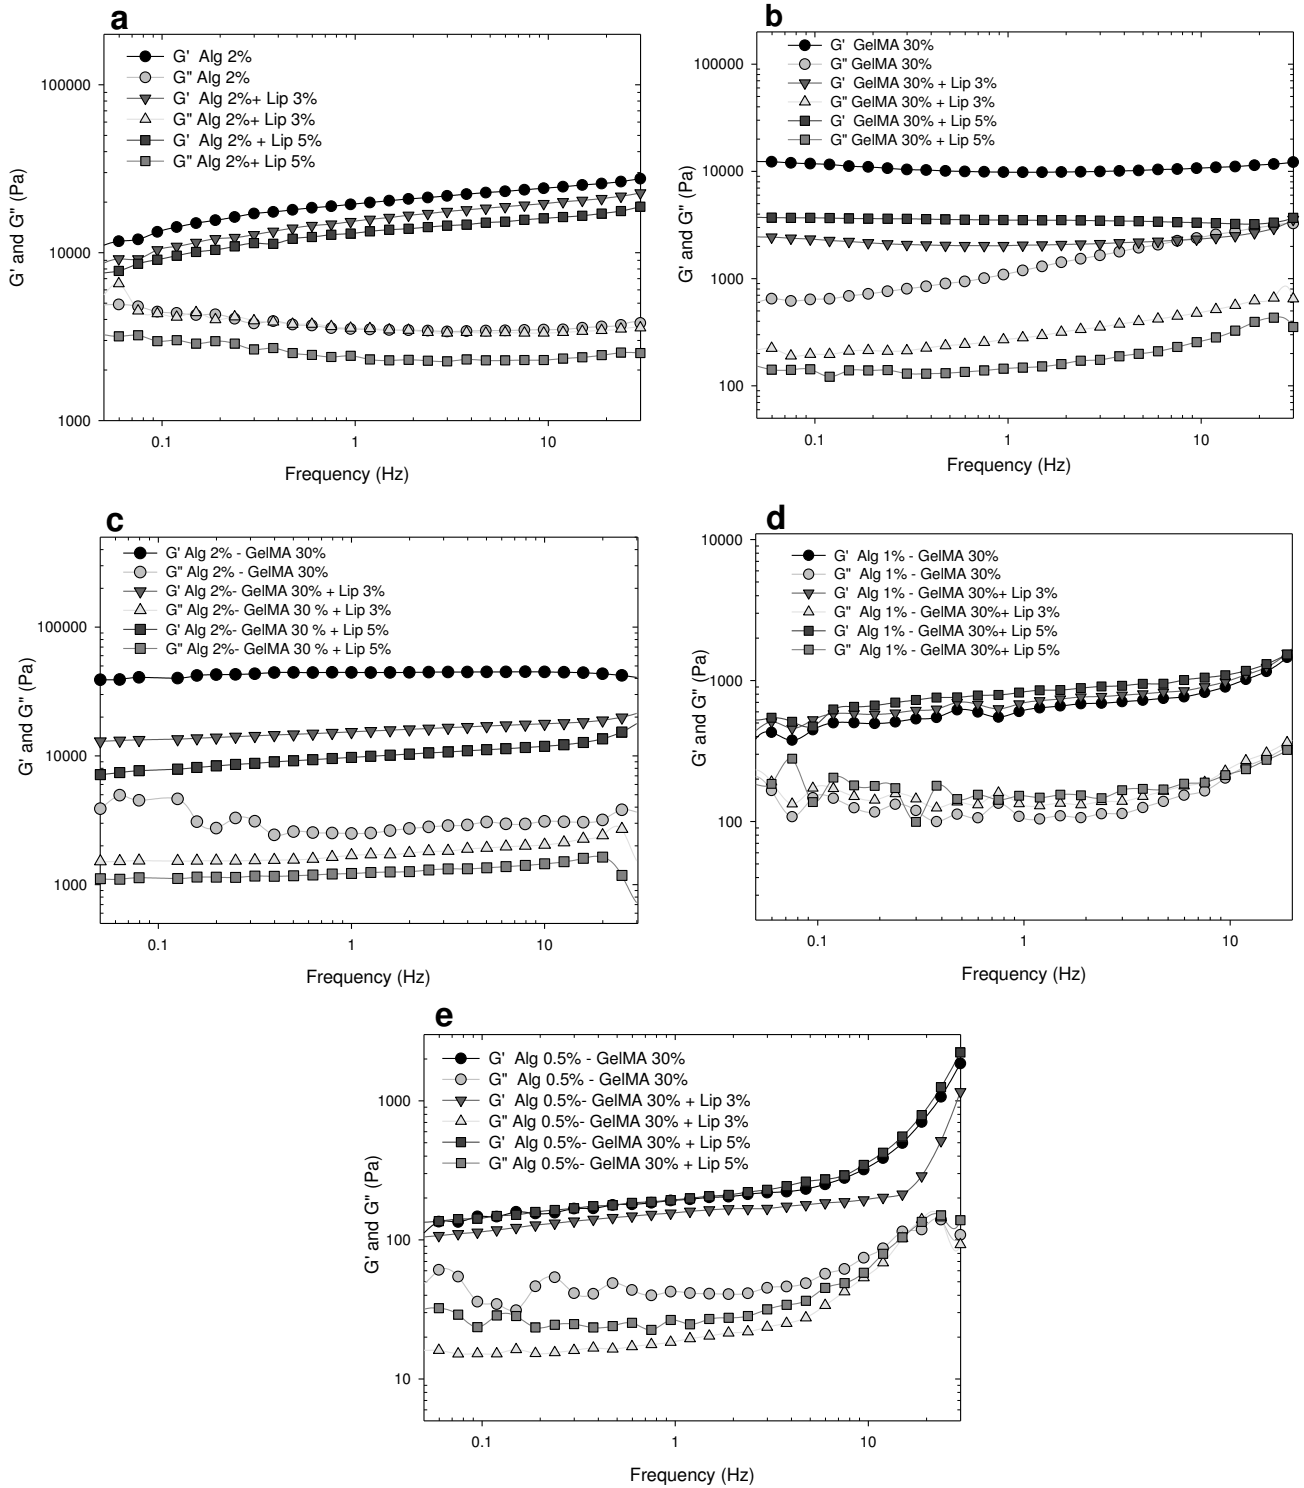 a
G' Alg 2%
G'' Alg 2%
G' Alg 2%+ Lip 3%
G'' Alg 2%+ Lip 3%
G' Alg 2% + Lip 5%
G'' Alg 2%+ Lip 5%
100000
10000
1000
G' and G'' (Pa)
0.1 1 10
Frequency (Hz)
b
G' GelMA 30%
G'' GelMA 30%
G' GelMA 30% + Lip 3%
G'' GelMA 30% + Lip 3%
G' GelMA 30% + Lip 5%
G'' GelMA 30% + Lip 5%
100000
10000
1000
100
G' and G'' (Pa)
0.1 1 10
Frequency (Hz)
c
G' Alg 2% - GelMA 30%
G'' Alg 2% - GelMA 30%
G' Alg 2%- GelMA 30% + Lip 3%
G'' Alg 2%- GelMA 30 % + Lip 3%
G' Alg 2%- GelMA 30 % + Lip 5%
G'' Alg 2%- GelMA 30 % + Lip 5%
100000
10000
1000
G' and G'' (Pa)
0.1 1 10
Frequency (Hz)
d
G' Alg 1% - GelMA 30%
G'' Alg 1% - GelMA 30%
G' Alg 1% - GelMA 30%+ Lip 3%
G'' Alg 1% - GelMA 30%+ Lip 3%
G' Alg 1% - GelMA 30%+ Lip 5%
G'' Alg 1% - GelMA 30%+ Lip 5%
10000
1000
100
G' and G'' (Pa)
0.1 1 10
Frequency (Hz)
e
G' Alg 0.5% - GelMA 30%
G'' Alg 0.5% - GelMA 30%
G' Alg 0.5%- GelMA 30% + Lip 3%
G'' Alg 0.5%- GelMA 30% + Lip 3%
G' Alg 0.5%- GelMA 30% + Lip 5%
G'' Alg 0.5%- GelMA 30% + Lip 5%
1000
100
10
G' and G'' (Pa)
0.1 1 10
Frequency (Hz)